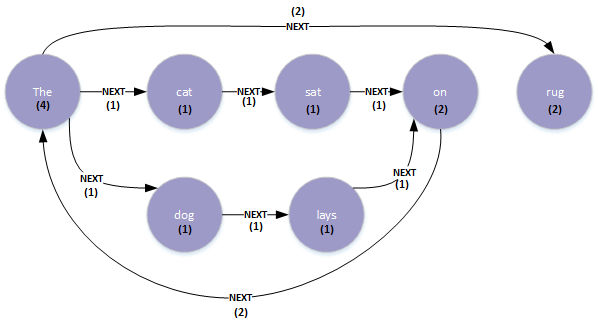 (2)
NEXT
The
(4)
NEXT
(1)
cat
(1)
NEXT
(1)
sat
(1)
NEXT
(1)
on
(2)
rug
(2)
NEXT
(1)
dog
(1)
NEXT
(1)
lays
(1)
NEXT
(1)
NEXT
(2)